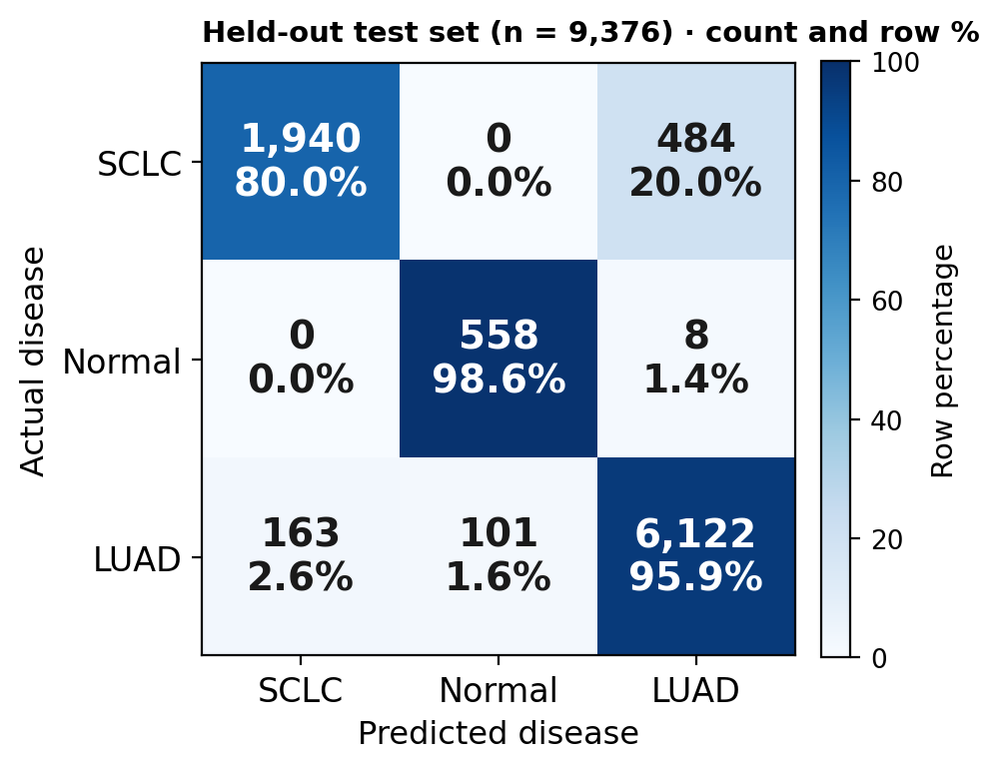 Held-out test set (n = 9,376) · count and row %
Actual disease
SCLC
1,940
80.0%
0
0.0%
484
20.0%
Normal
0
0.0%
558
98.6%
8
1.4%
LUAD
163
2.6%
101
1.6%
6,122
95.9%
SCLC
Normal
LUAD
Predicted disease
100
80
60
40
20
0
Row percentage